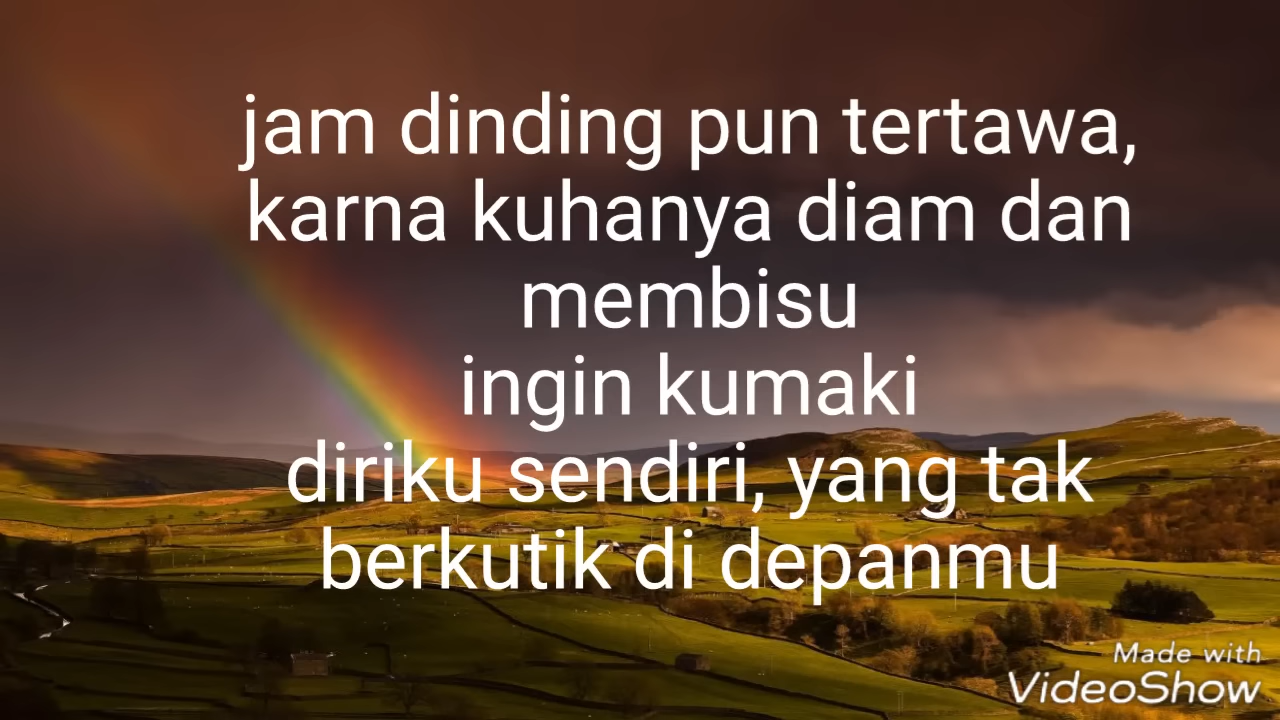 jam dinding pun tertawa,
karna kuhanya diam dan
membisu
ingin kumaki
diriku sendiri, yang tak
berkutik di depanmu
Made with
VideoShow